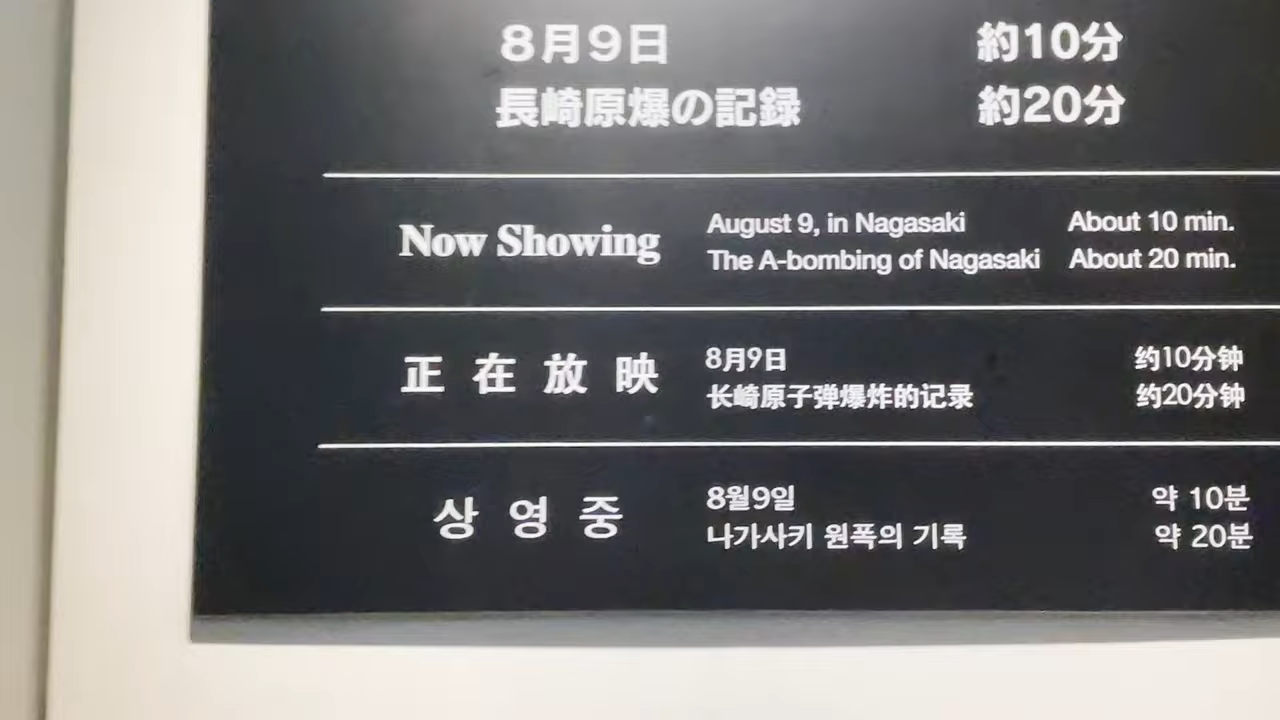 8月9日 約10分
長崎原爆の記録 約20分
Now Showing
August 9, in Nagasaki About 10 min.
The A-bombing of Nagasaki About 20 min.
正在放映
8月9日 约10分钟
长崎原子弹爆炸的记录 约20分钟
상영중
8월9일 약 10분
나가사키 원폭의 기록 약 20분